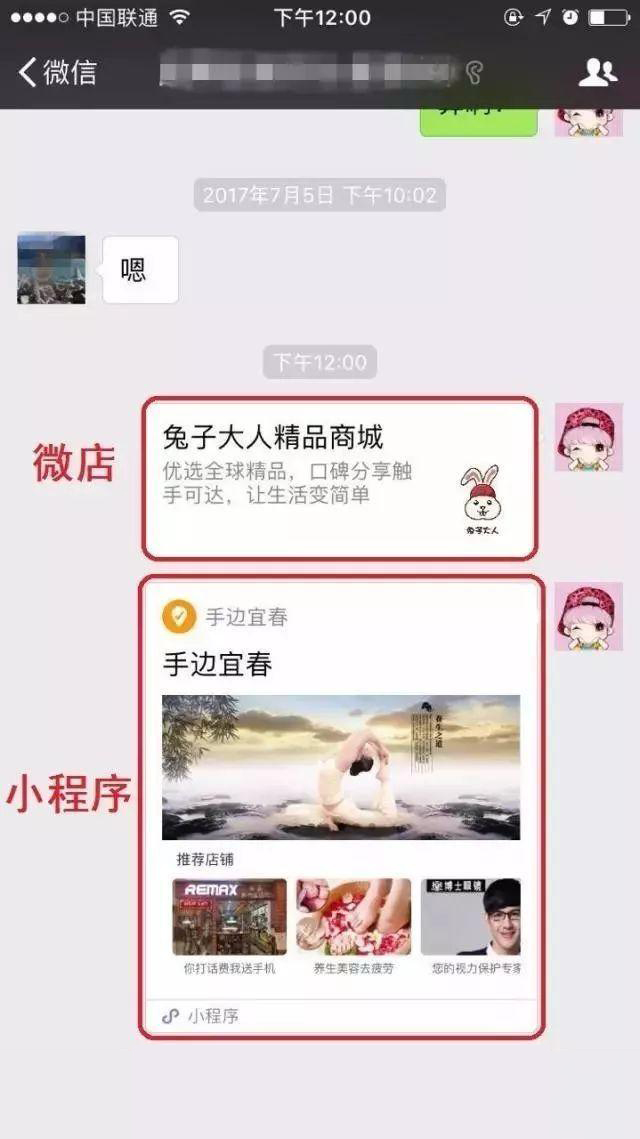 中国联通
下午12:00
微信
2017年7月5日 下午10:02
嗯
下午12:00
微店
兔子大人精品商城
优选全球精品，口碑分享触
手可达，让生活变简单
兔子大人
小程序
手边宜春
手边宜春
养生之道
推荐店铺
REMAX
博士眼镜
你打话费我送手机
养生美容去疲劳
您的视力保护专家
小程序